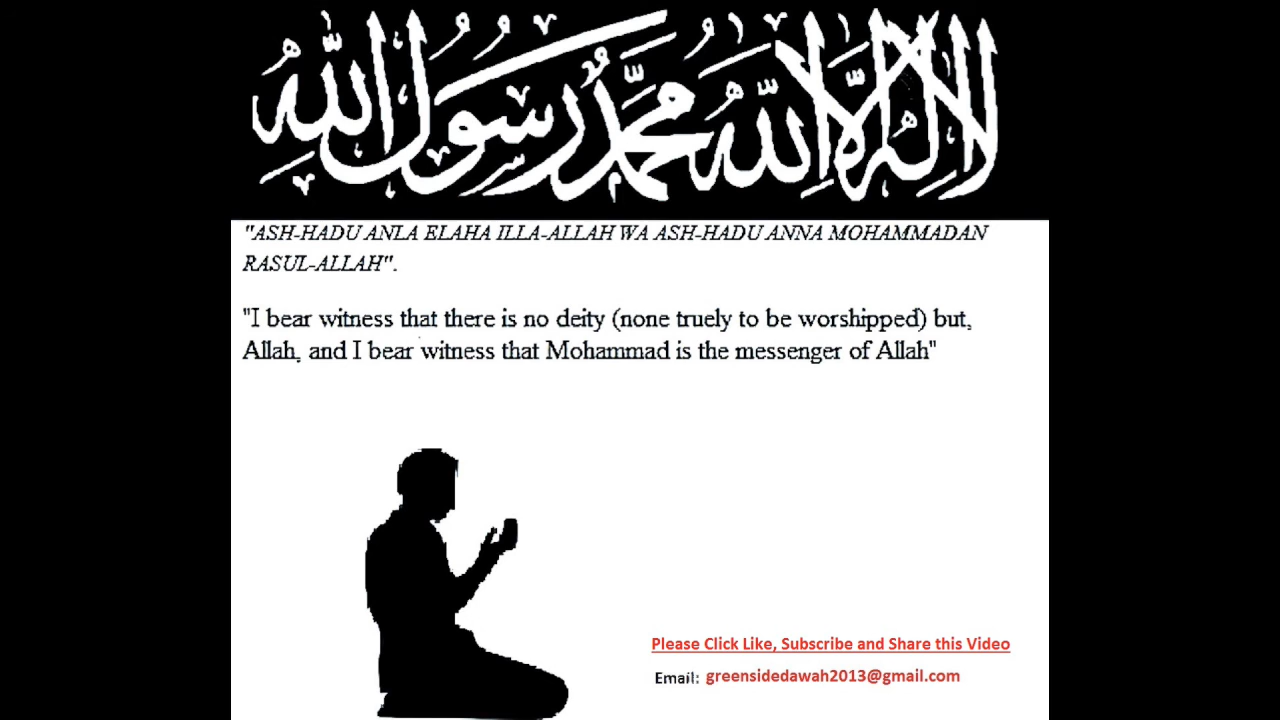 لا إله إلا الله محمد رسول الله
"ASH-HADU ANLA ELAHA ILLA-ALLAH WA ASH-HADU ANNA MOHAMMADAN
RASUL-ALLAH".
"I bear witness that there is no deity (none truely to be worshipped) but,
Allah, and I bear witness that Mohammad is the messenger of Allah"
Please Click Like, Subscribe and Share this Video
Email: greensidedawah2013@gmail.com